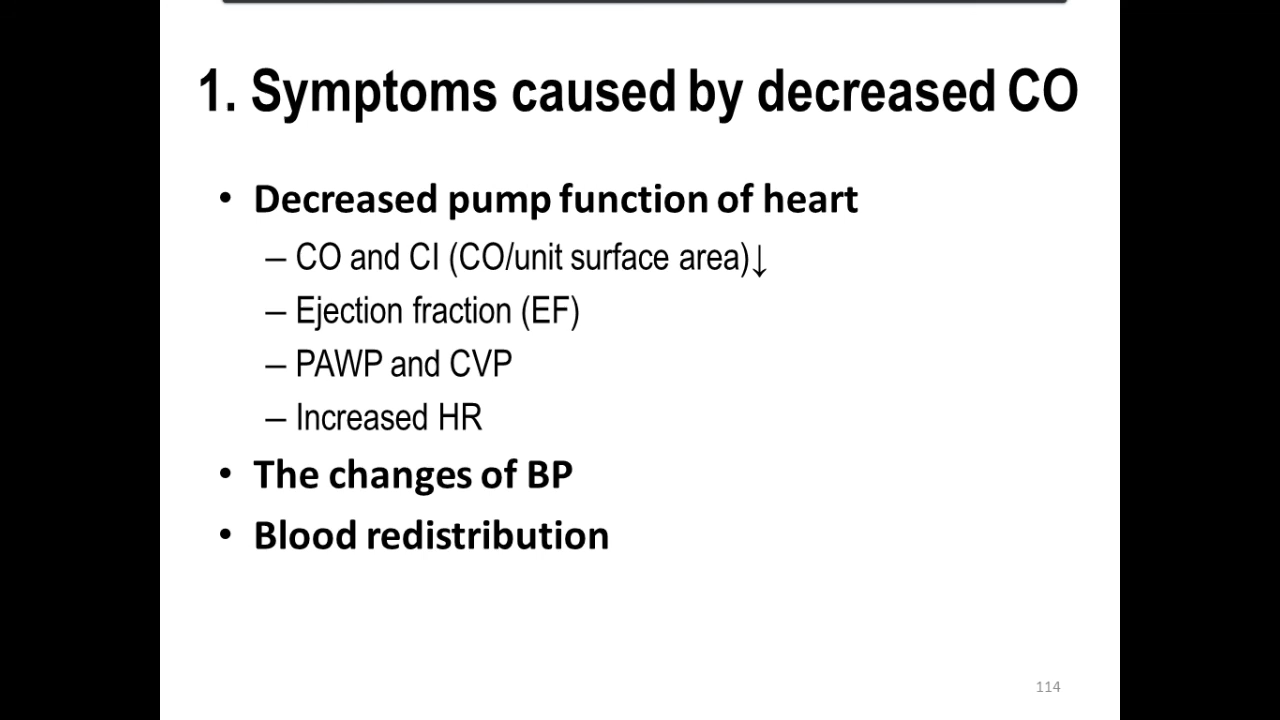 1. Symptoms caused by decreased CO
• Decreased pump function of heart
– CO and CI (CO/unit surface area)↓
– Ejection fraction (EF)
– PAWP and CVP
– Increased HR
• The changes of BP
• Blood redistribution
114